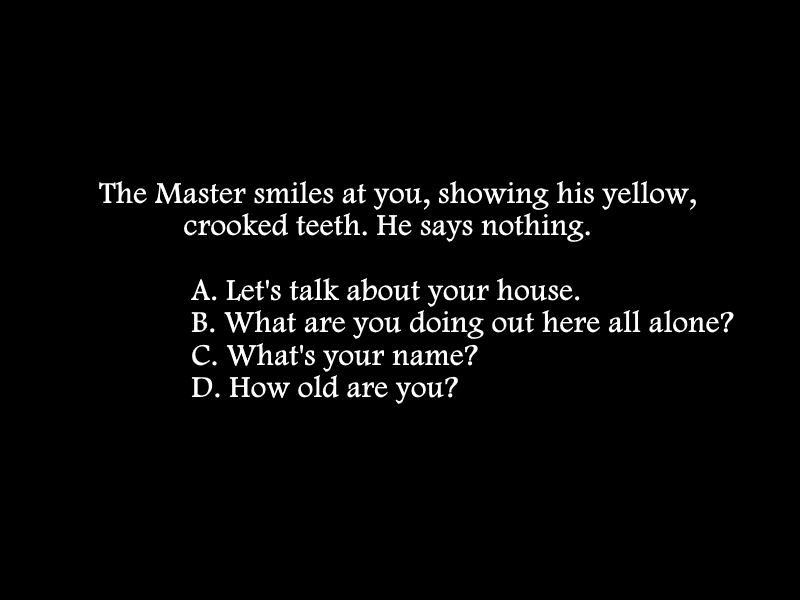 The Master smiles at you, showing his yellow,
crooked teeth. He says nothing.
A. Let's talk about your house.
B. What are you doing out here all alone?
C. What's your name?
D. How old are you?